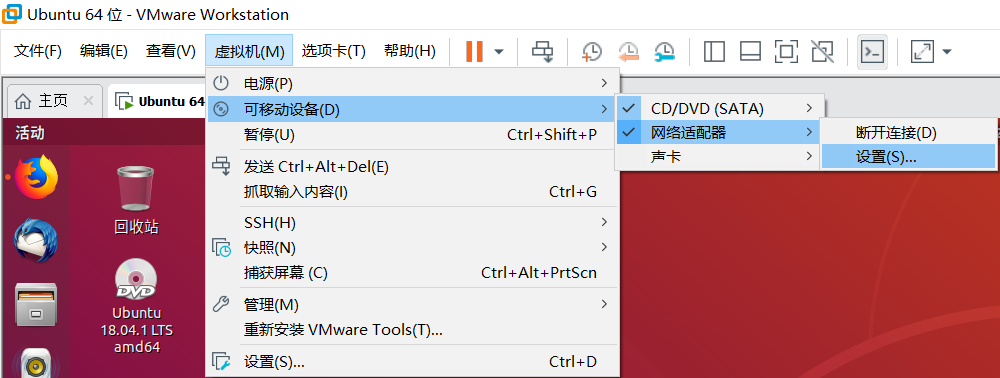 Ubuntu 64 位 - VMware Workstation
文件(F) 编辑(E) 查看(V) 虚拟机(M) 选项卡(T) 帮助(H)
主页
Ubuntu 64
活动
回收站
DVD
Ubuntu
18.04.1 LTS
amd64
电源(P)
可移动设备(D)
暂停(U) Ctrl+Shift+P
发送 Ctrl+Alt+Del(E)
抓取输入内容(I) Ctrl+G
SSH(H)
快照(N)
捕获屏幕 (C) Ctrl+Alt+PrtScn
管理(M)
重新安装 VMware Tools(T)...
设置(S)... Ctrl+D
CD/DVD (SATA)
网络适配器
声卡
断开连接(D)
设置(S)...